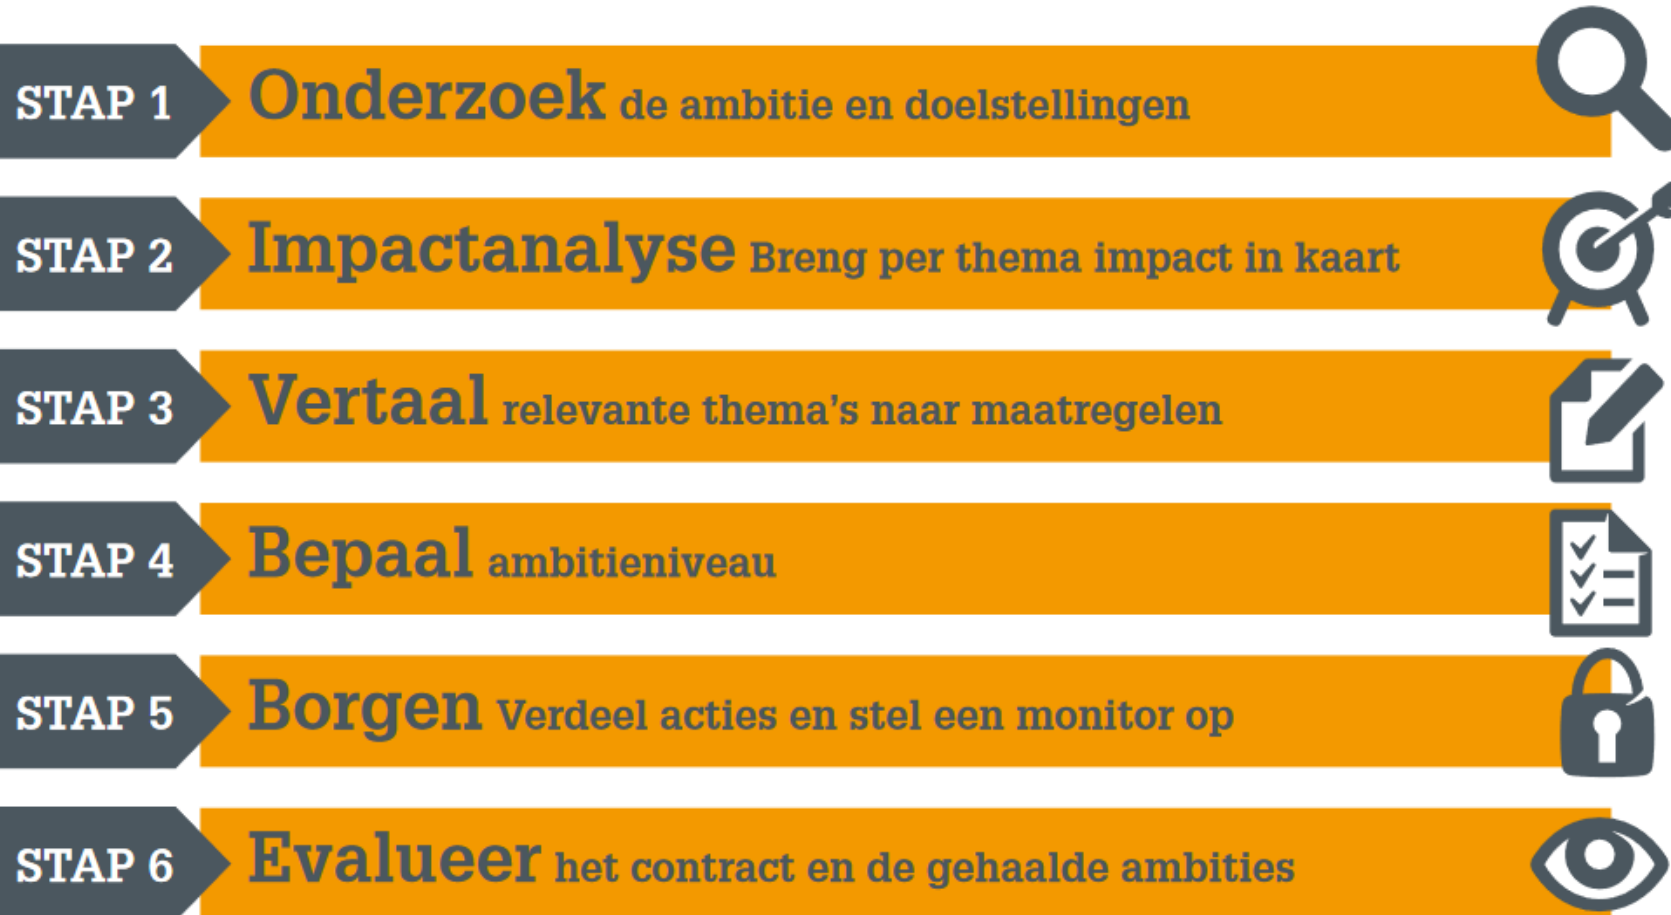 STAP 1 Onderzoek de ambitie en doelstellingen
STAP 2 Impactanalyse Breng per thema impact in kaart
STAP 3 Vertaal relevante thema's naar maatregelen
STAP 4 Bepaal ambitieniveau
STAP 5 Borgen Verdeel acties en stel een monitor op
STAP 6 Evalueer het contract en de gehaalde ambities